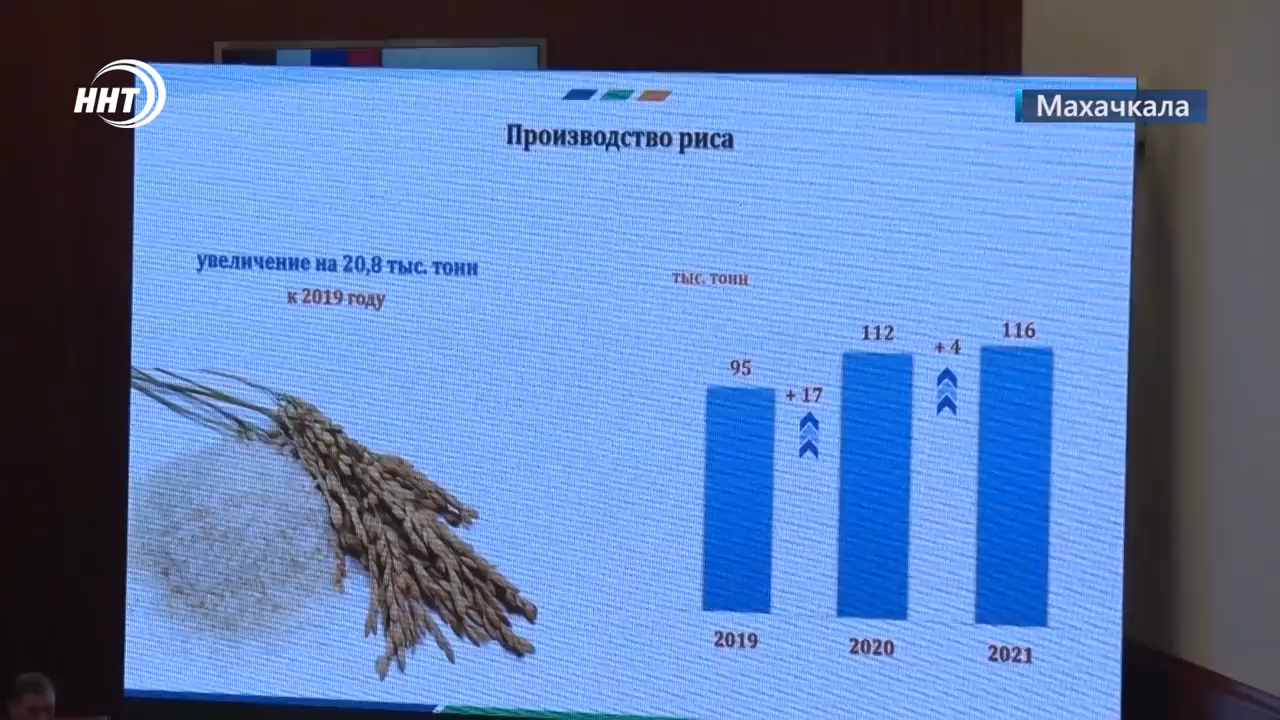 ННТ
Махачкала
Производство риса
увеличение на 20,8 тыс. тонн
к 2019 году
тыс. тонн
95
+ 17
112
+ 4
116
2019
2020
2021